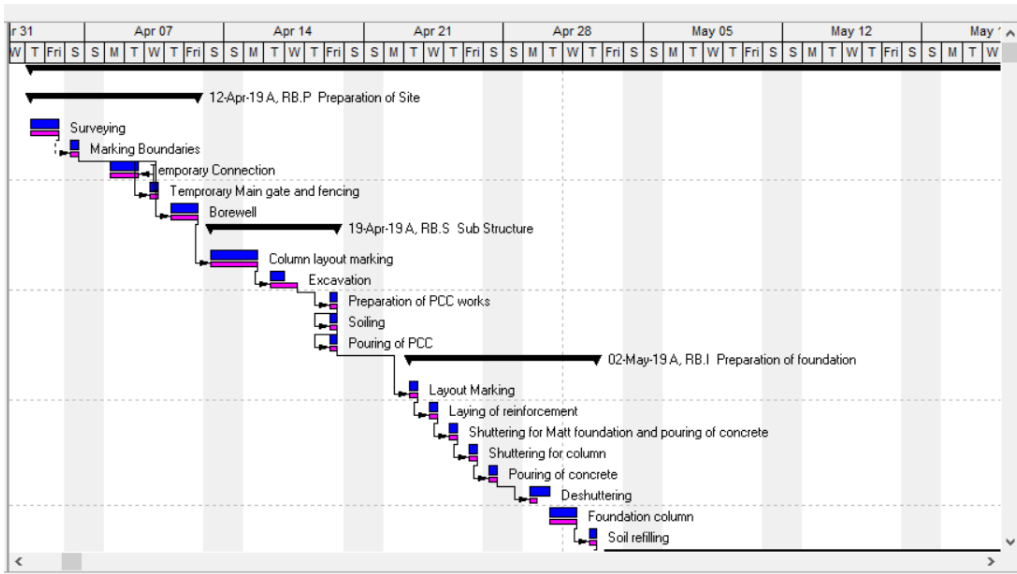 r 31 Apr 07 Apr 14 Apr 21 Apr 28 May 05 May 12 May 1
W T Fri S S M T W T Fri S S M T W T Fri S S M T W T Fri S S M T W T Fri S S M T W T Fri S S M T W T Fri S S M T W
12-Apr-19 A, RB.P Preparation of Site
Surveying
Marking Boundaries
Temporary Connection
Temprorary Main gate and fencing
Borewell
19-Apr-19 A, RB.S Sub Structure
Column layout marking
Excavation
Preparation of PCC works
Soiling
Pouring of PCC
02-May-19 A, RB.I Preparation of foundation
Layout Marking
Laying of reinforcement
Shuttering for Matt foundation and pouring of concrete
Shuttering for column
Pouring of concrete
Deshuttering
Foundation column
Soil refilling